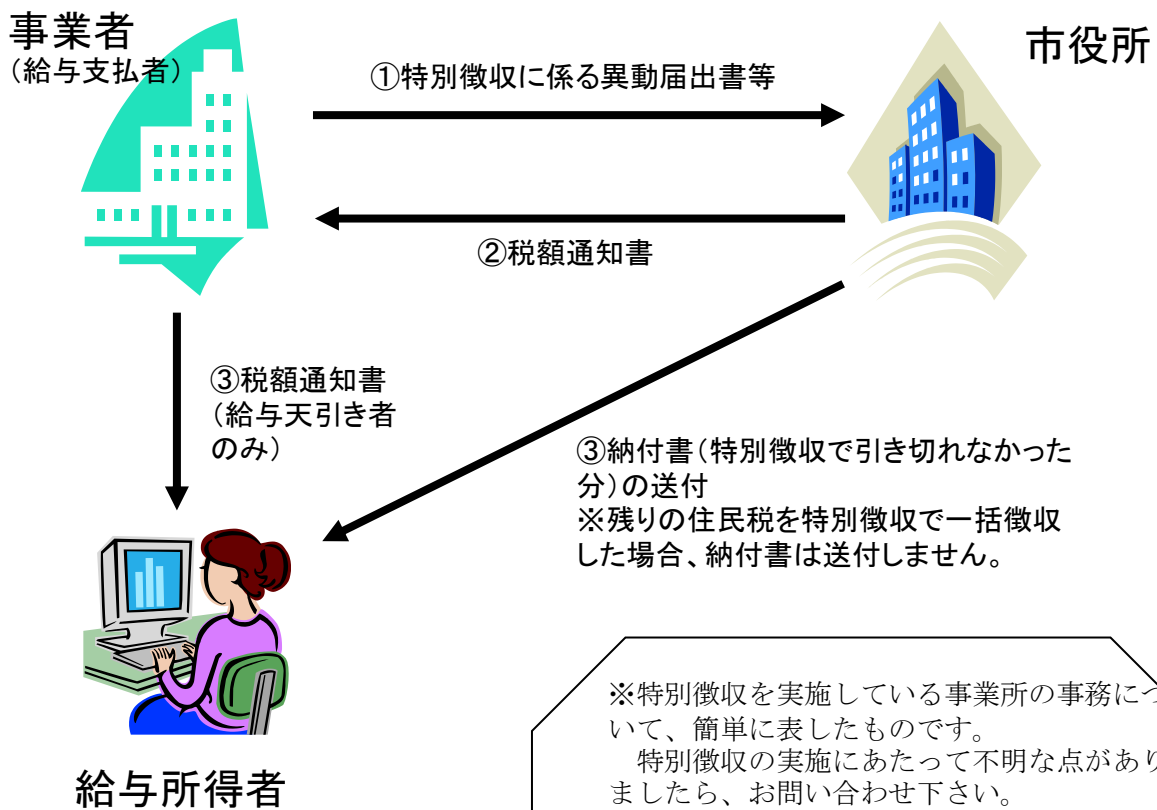 事業者
（給与支払者）
市役所
①特別徴収に係る異動届出書等
②税額通知書
③税額通知書
（給与天引き者
のみ）
③納付書（特別徴収で引き切れなかった
分）の送付
※残りの住民税を特別徴収で一括徴収
した場合、納付書は送付しません。
給与所得者
※特別徴収を実施している事業所の事務につ
いて、簡単に表したものです。
　特別徴収の実施にあたって不明な点があり
ましたら、お問い合わせ下さい。